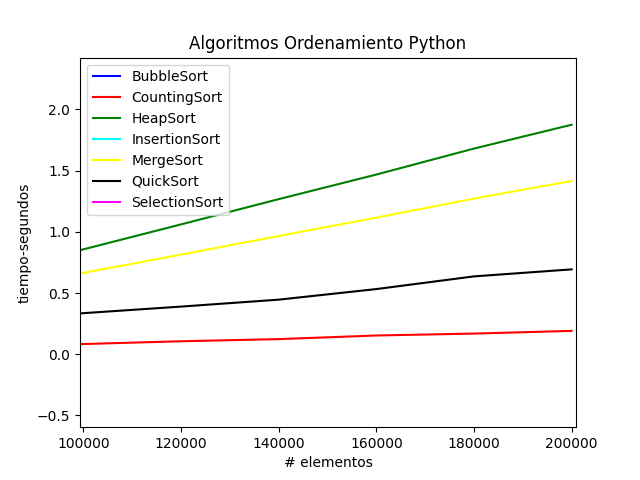 Algoritmos Ordenamiento Python
BubbleSort
CountingSort
HeapSort
InsertionSort
MergeSort
QuickSort
SelectionSort
tiempo-segundos
2.0
1.5
1.0
0.5
0.0
−0.5
100000 120000 140000 160000 180000 200000
# elementos